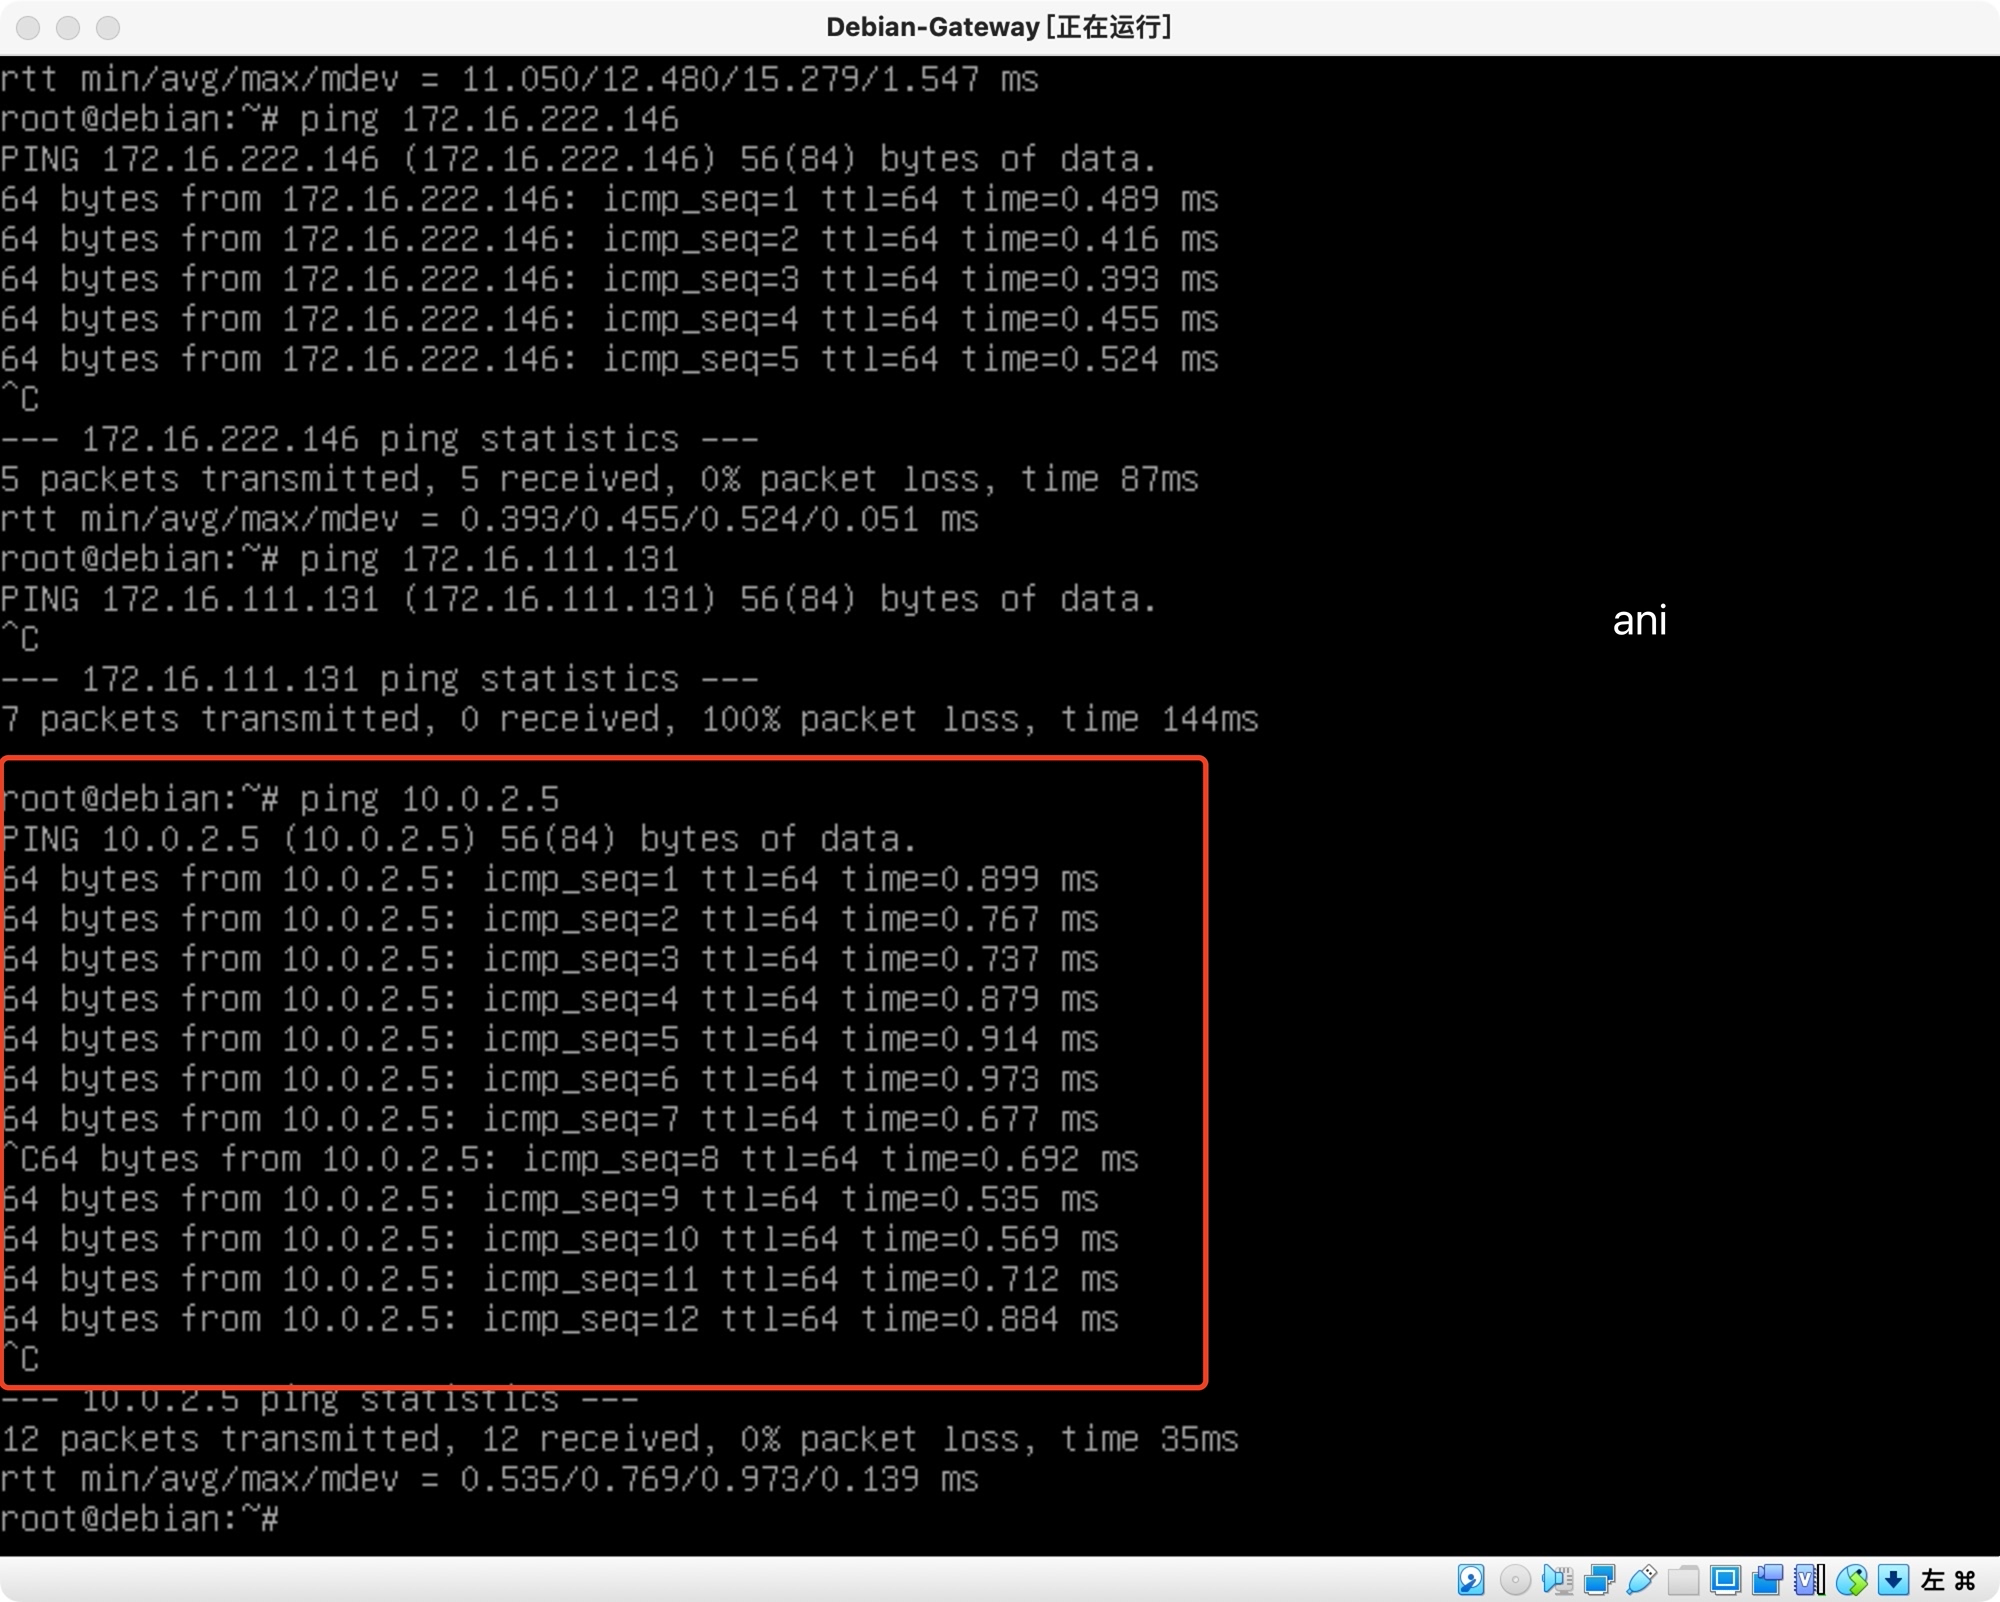 Debian-Gateway [正在运行]
rtt min/avg/max/mdev = 11.050/12.480/15.279/1.547 ms
root@debian:~# ping 172.16.222.146
PING 172.16.222.146 (172.16.222.146) 56(84) bytes of data.
64 bytes from 172.16.222.146: icmp_seq=1 ttl=64 time=0.489 ms
64 bytes from 172.16.222.146: icmp_seq=2 ttl=64 time=0.416 ms
64 bytes from 172.16.222.146: icmp_seq=3 ttl=64 time=0.393 ms
64 bytes from 172.16.222.146: icmp_seq=4 ttl=64 time=0.455 ms
64 bytes from 172.16.222.146: icmp_seq=5 ttl=64 time=0.524 ms
^C
--- 172.16.222.146 ping statistics ---
5 packets transmitted, 5 received, 0% packet loss, time 87ms
rtt min/avg/max/mdev = 0.393/0.455/0.524/0.051 ms
root@debian:~# ping 172.16.111.131
PING 172.16.111.131 (172.16.111.131) 56(84) bytes of data.
ani
^C
--- 172.16.111.131 ping statistics ---
7 packets transmitted, 0 received, 100% packet loss, time 144ms
root@debian:~# ping 10.0.2.5
PING 10.0.2.5 (10.0.2.5) 56(84) bytes of data.
64 bytes from 10.0.2.5: icmp_seq=1 ttl=64 time=0.899 ms
64 bytes from 10.0.2.5: icmp_seq=2 ttl=64 time=0.767 ms
64 bytes from 10.0.2.5: icmp_seq=3 ttl=64 time=0.737 ms
64 bytes from 10.0.2.5: icmp_seq=4 ttl=64 time=0.879 ms
64 bytes from 10.0.2.5: icmp_seq=5 ttl=64 time=0.914 ms
64 bytes from 10.0.2.5: icmp_seq=6 ttl=64 time=0.973 ms
64 bytes from 10.0.2.5: icmp_seq=7 ttl=64 time=0.677 ms
^C64 bytes from 10.0.2.5: icmp_seq=8 ttl=64 time=0.692 ms
64 bytes from 10.0.2.5: icmp_seq=9 ttl=64 time=0.535 ms
64 bytes from 10.0.2.5: icmp_seq=10 ttl=64 time=0.569 ms
64 bytes from 10.0.2.5: icmp_seq=11 ttl=64 time=0.712 ms
64 bytes from 10.0.2.5: icmp_seq=12 ttl=64 time=0.884 ms
^C
--- 10.0.2.5 ping statistics ---
12 packets transmitted, 12 received, 0% packet loss, time 35ms
rtt min/avg/max/mdev = 0.535/0.769/0.973/0.139 ms
root@debian:~#
左 ⌘